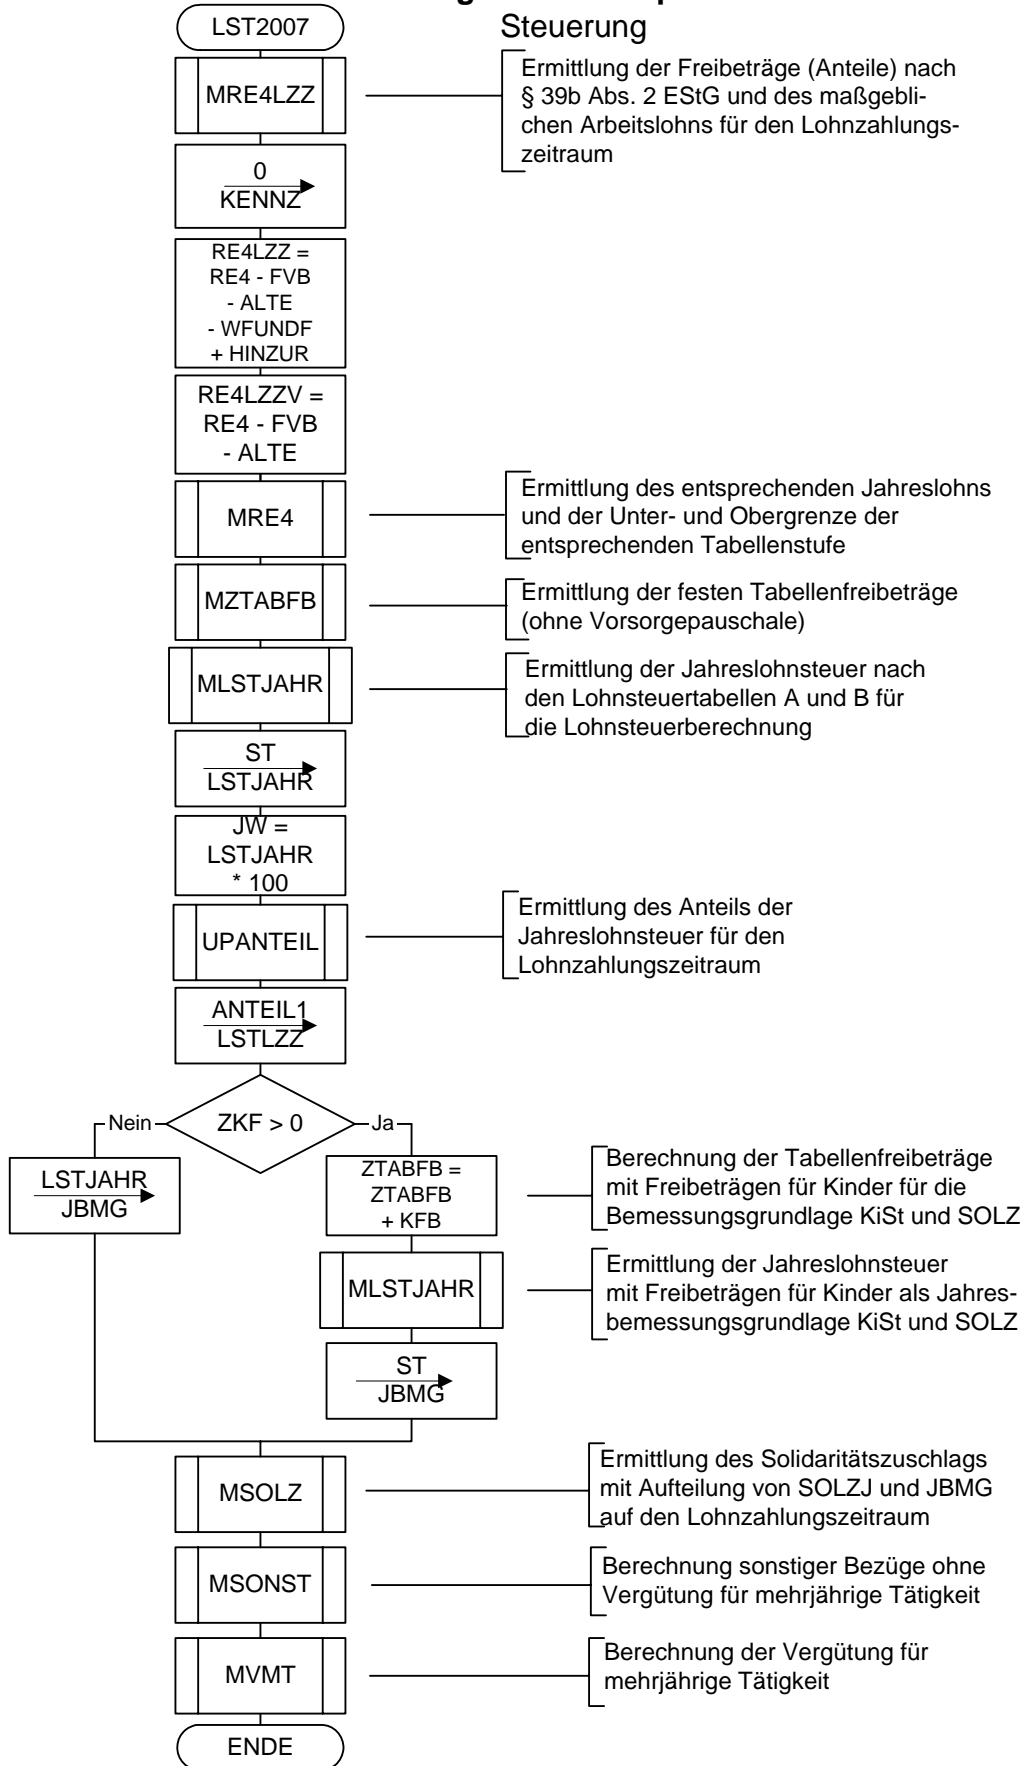 LST2007
Steuerung
MRE4LZZ
Ermittlung der Freibeträge (Anteile) nach
§ 39b Abs. 2 EStG und des maßgebli-
chen Arbeitslohns für den Lohnzahlungs-
zeitraum
0
KENNZ
RE4LZZ =
RE4 - FVB
- ALTE
- WFUNDF
+ HINZUR
RE4LZZV =
RE4 - FVB
- ALTE
MRE4
Ermittlung des entsprechenden Jahreslohns
und der Unter- und Obergrenze der
entsprechenden Tabellenstufe
MZTABFB
Ermittlung der festen Tabellenfreibeträge
(ohne Vorsorgepauschale)
MLSTJAHR
Ermittlung der Jahreslohnsteuer nach
den Lohnsteuertabellen A und B für
die Lohnsteuerberechnung
ST
LSTJAHR
JW =
LSTJAHR
* 100
UPANTEIL
Ermittlung des Anteils der
Jahreslohnsteuer für den
Lohnzahlungszeitraum
ANTEIL1
LSTLZZ
Nein
ZKF > 0
Ja
LSTJAHR
JBMG
ZTABFB =
ZTABFB
+ KFB
Berechnung der Tabellenfreibeträge
mit Freibeträgen für Kinder für die
Bemessungsgrundlage KiSt und SOLZ
MLSTJAHR
Ermittlung der Jahreslohnsteuer
mit Freibeträgen für Kinder als Jahres-
bemessungsgrundlage KiSt und SOLZ
ST
JBMG
MSOLZ
Ermittlung des Solidaritätszuschlags
mit Aufteilung von SOLZJ und JBMG
auf den Lohnzahlungszeitraum
MSONST
Berechnung sonstiger Bezüge ohne
Vergütung für mehrjährige Tätigkeit
MVMT
Berechnung der Vergütung für
mehrjährige Tätigkeit
ENDE